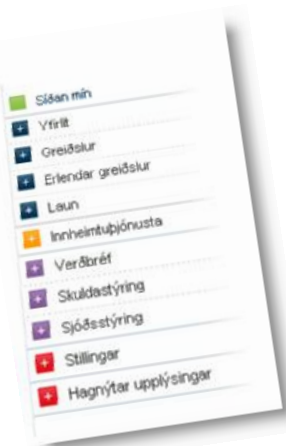 Síðan mín
Yfirlit
Greiðslur
Erlendar greiðslur
Laun
Innheimtuþjónusta
Verðbréf
Skuldastýring
Sjóðsstýring
Stillingar
Hagnýtar upplýsingar